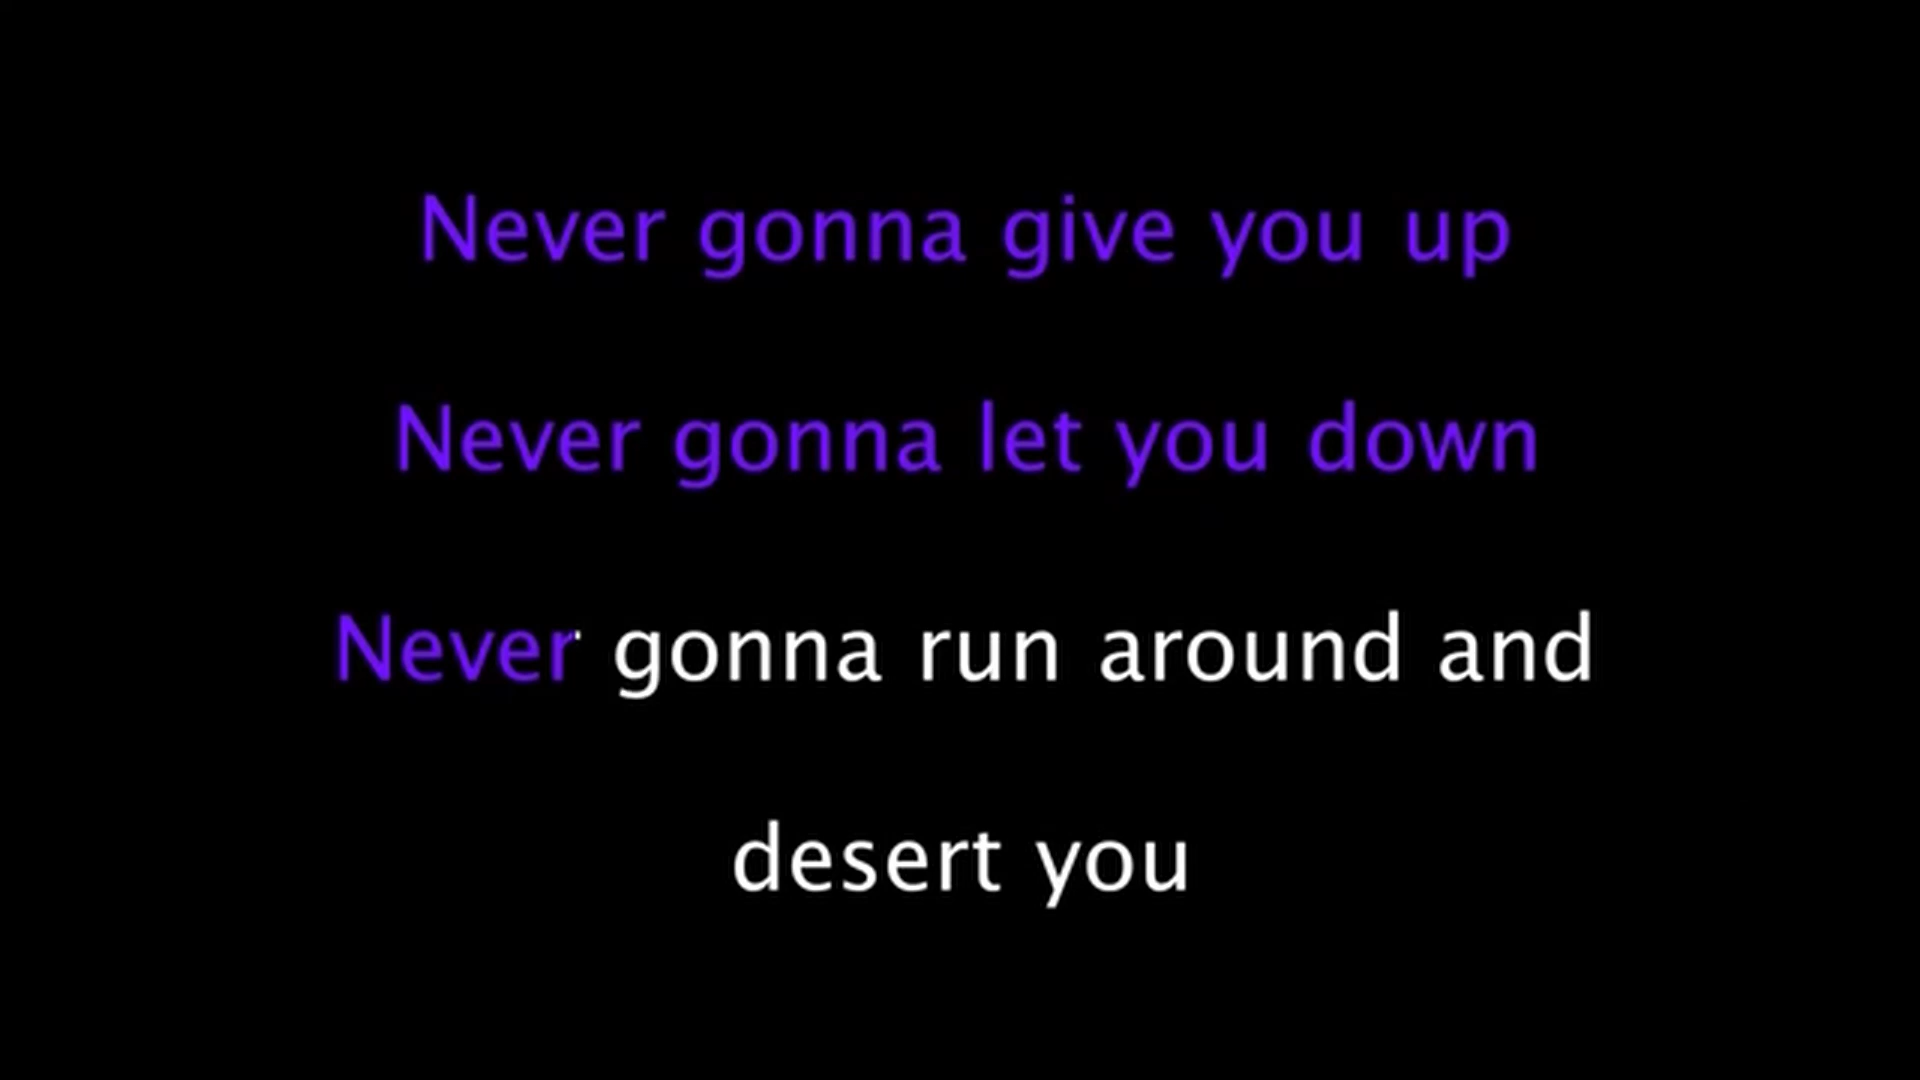 Never gonna give you up
Never gonna let you down
Never gonna run around and
desert you